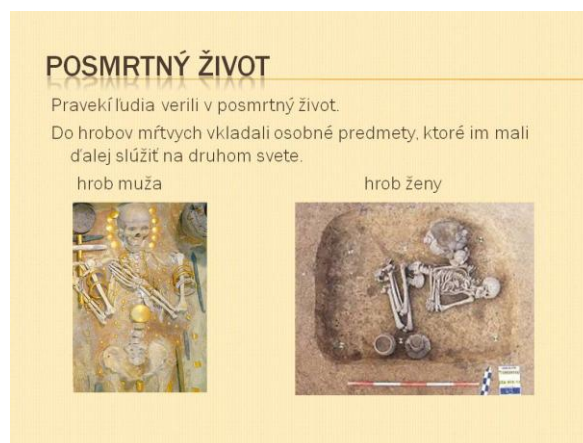 POSMRTNÝ ŽIVOT
Pravekí ľudia verili v posmrtný život.
Do hrobov mŕtvych vkladali osobné predmety, ktoré im mali
ďalej slúžiť na druhom svete.
hrob muža hrob ženy